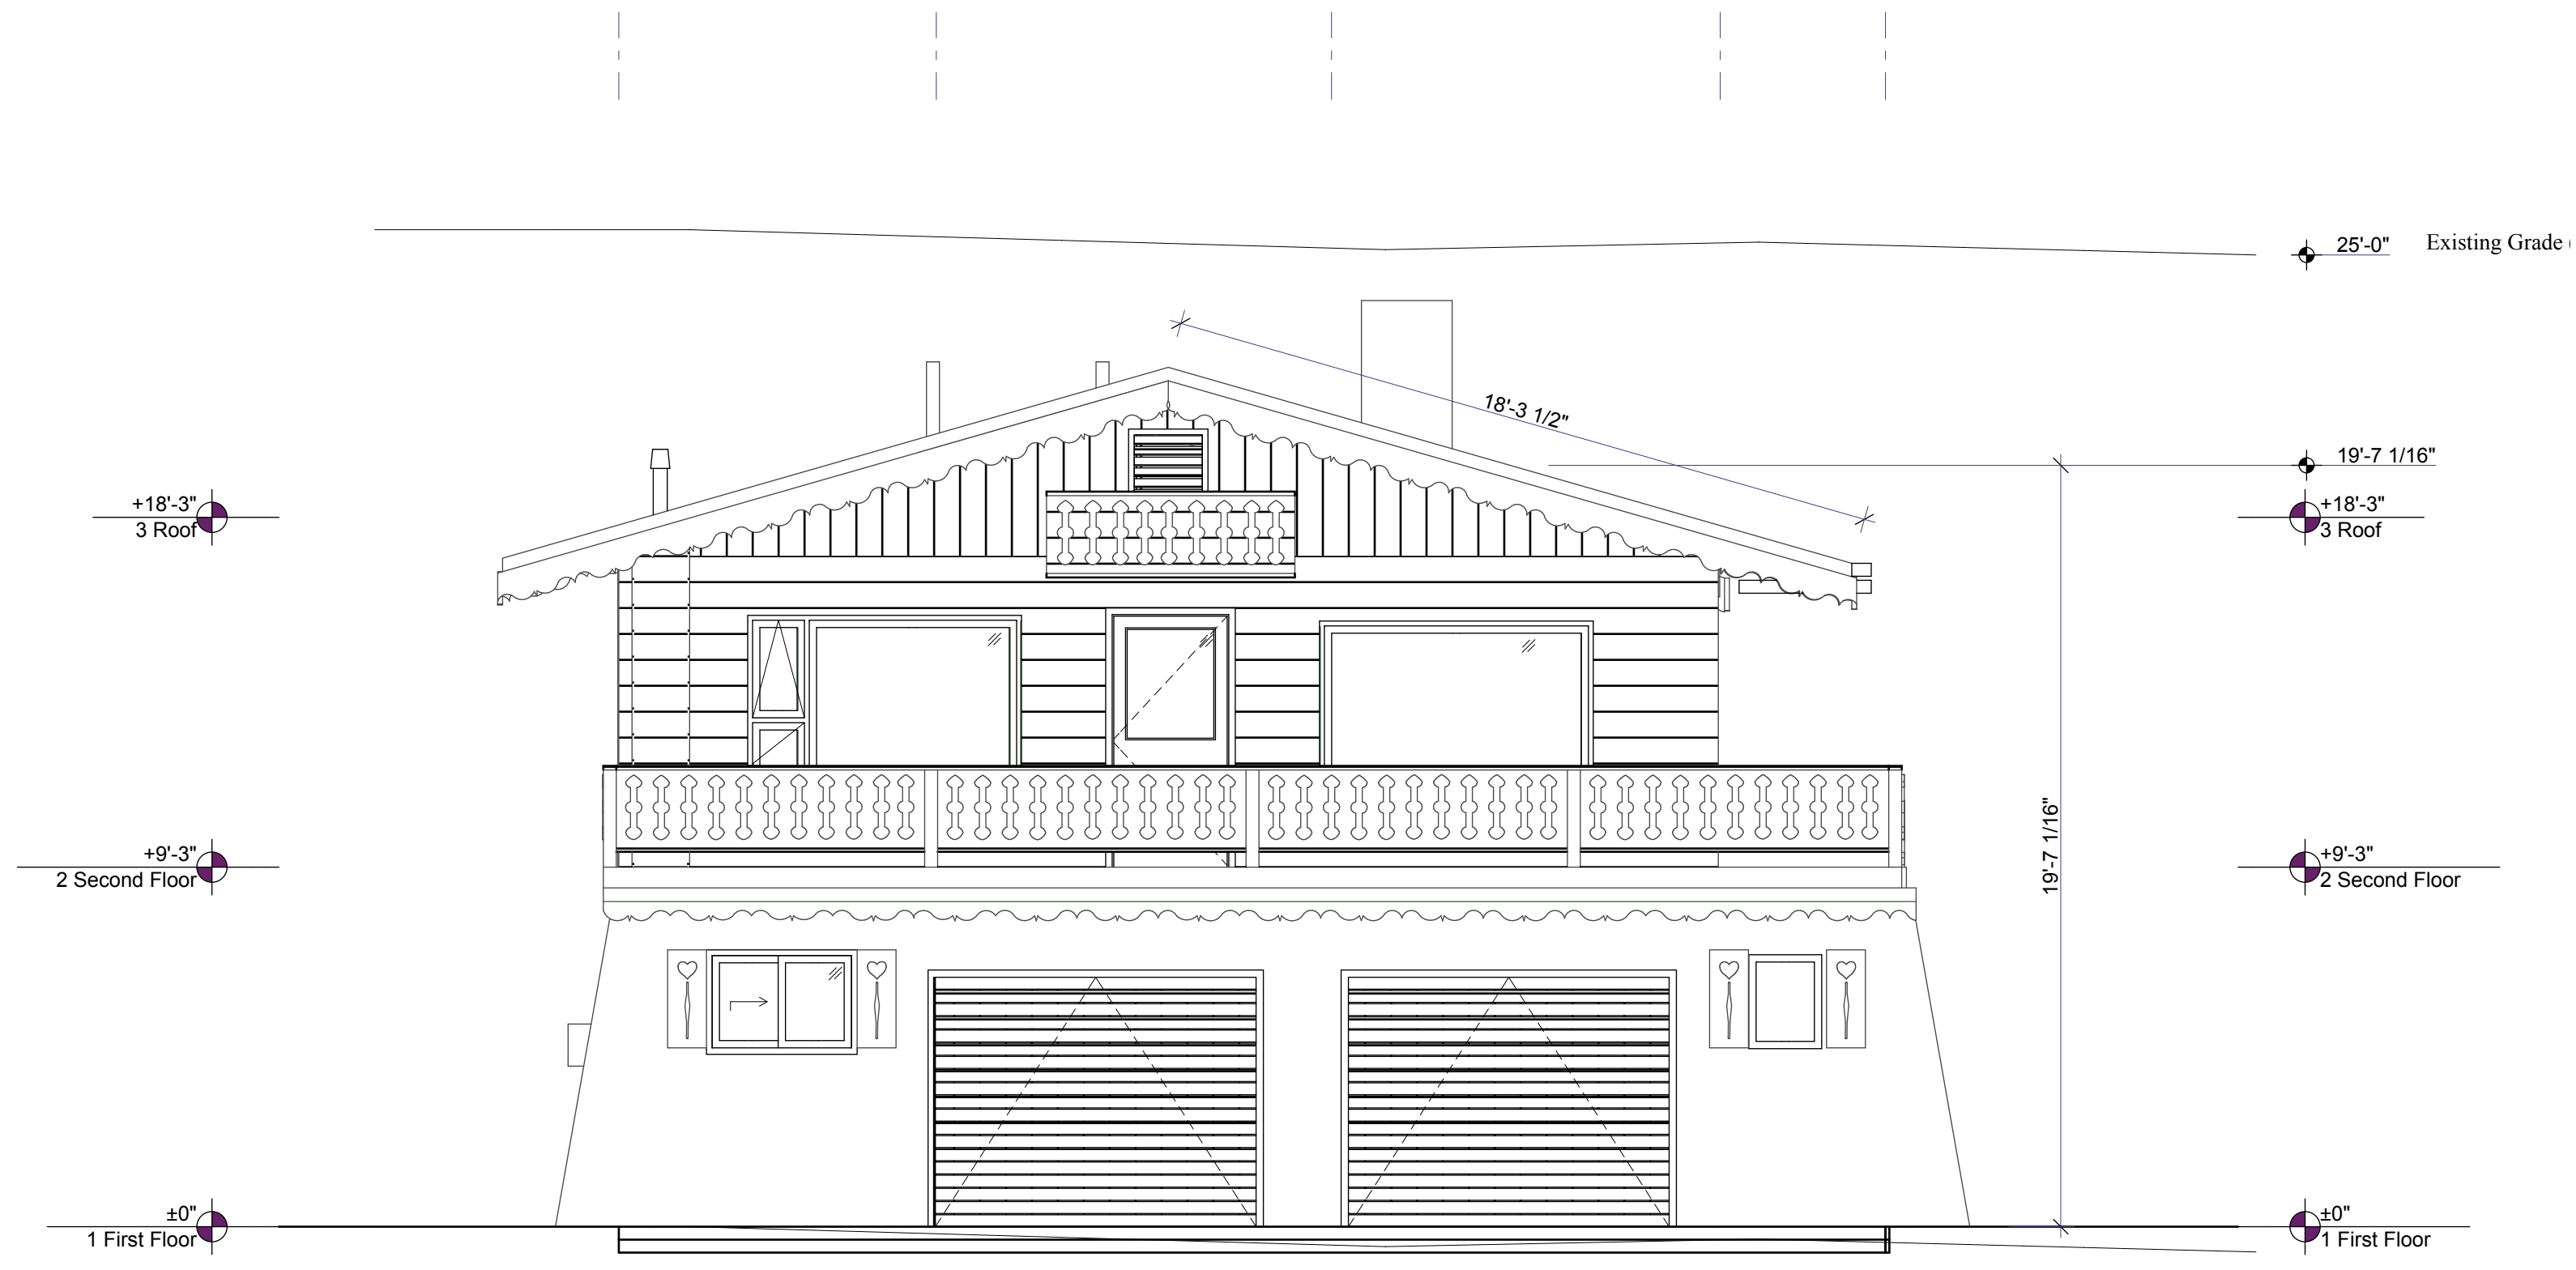 25'-0" Existing Grade (
18'-3 1/2"
19'-7 1/16"
+18'-3"
3 Roof
+18'-3"
3 Roof
19'-7 1/16"
+9'-3"
2 Second Floor
+9'-3"
2 Second Floor
±0"
1 First Floor
±0"
1 First Floor